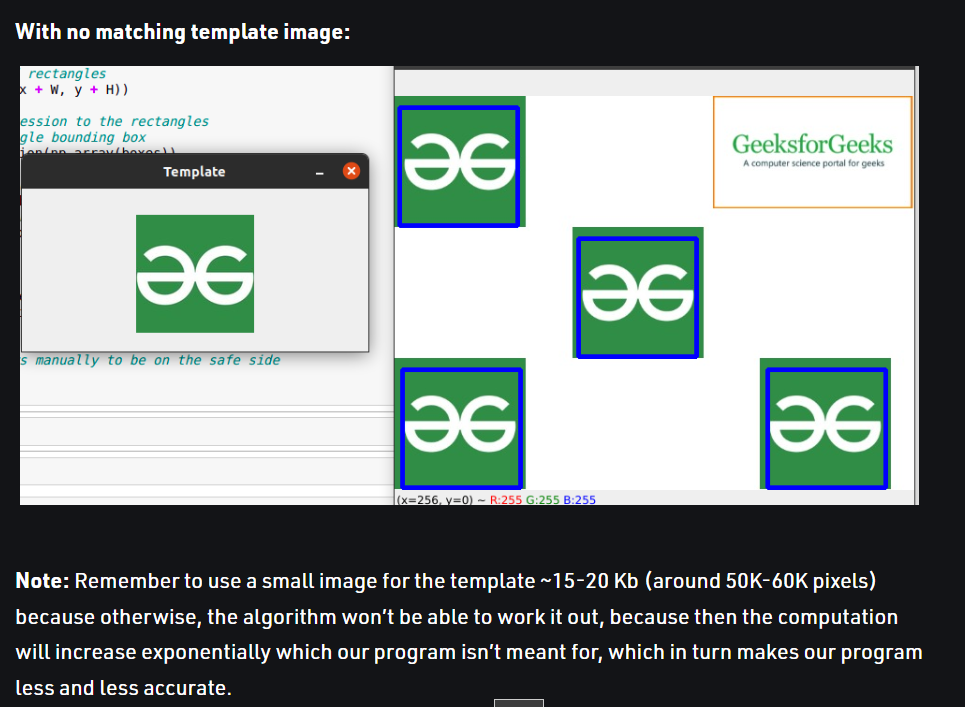 With no matching template image:
rectangles
x + W, y + H))
ession to the rectangles
gle bounding box
ion(np.array(boxes))
Template
s manually to be on the safe side
GeeksforGeeks
A computer science portal for geeks
(x=256, y=0) ~ R:255 G:255 B:255
Note: Remember to use a small image for the template ~15-20 Kb (around 50K-60K pixels)
because otherwise, the algorithm won't be able to work it out, because then the computation
will increase exponentially which our program isn't meant for, which in turn makes our program
less and less accurate.